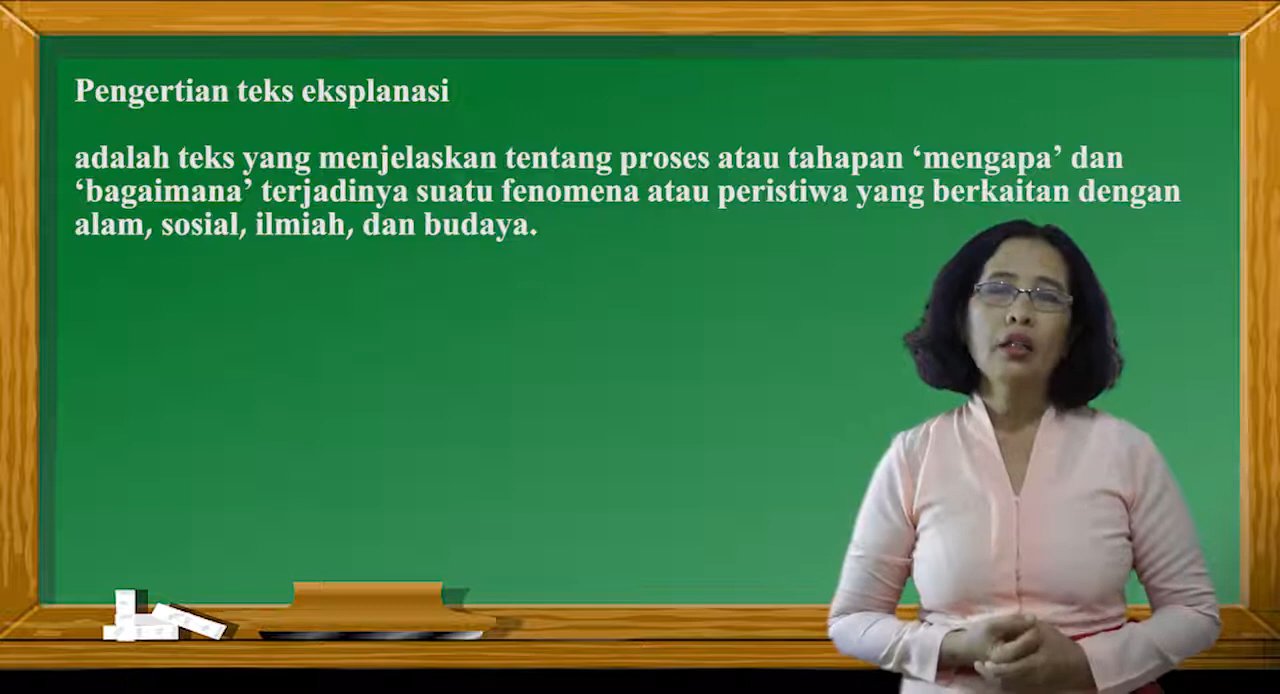 Pengertian teks eksplanasi
adalah teks yang menjelaskan tentang proses atau tahapan ‘mengapa’ dan
‘bagaimana’ terjadinya suatu fenomena atau peristiwa yang berkaitan dengan
alam, sosial, ilmiah, dan budaya.